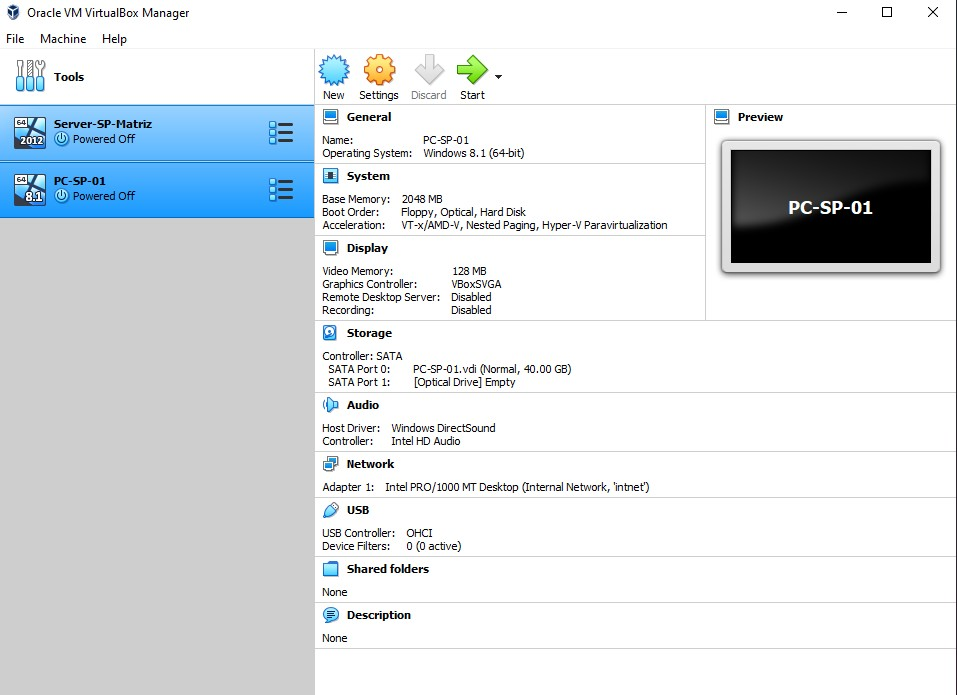 Oracle VM VirtualBox Manager
File Machine Help
Tools
64
2012
Server-SP-Matriz
Powered Off
64
8.1
PC-SP-01
Powered Off
New Settings Discard Start
General
Name: PC-SP-01
Operating System: Windows 8.1 (64-bit)
System
Base Memory: 2048 MB
Boot Order: Floppy, Optical, Hard Disk
Acceleration: VT-x/AMD-V, Nested Paging, Hyper-V Paravirtualization
Display
Video Memory: 128 MB
Graphics Controller: VBoxSVGA
Remote Desktop Server: Disabled
Recording: Disabled
Preview
PC-SP-01
Storage
Controller: SATA
SATA Port 0: PC-SP-01.vdi (Normal, 40.00 GB)
SATA Port 1: [Optical Drive] Empty
Audio
Host Driver: Windows DirectSound
Controller: Intel HD Audio
Network
Adapter 1: Intel PRO/1000 MT Desktop (Internal Network, 'intnet')
USB
USB Controller: OHCI
Device Filters: 0 (0 active)
Shared folders
None
Description
None